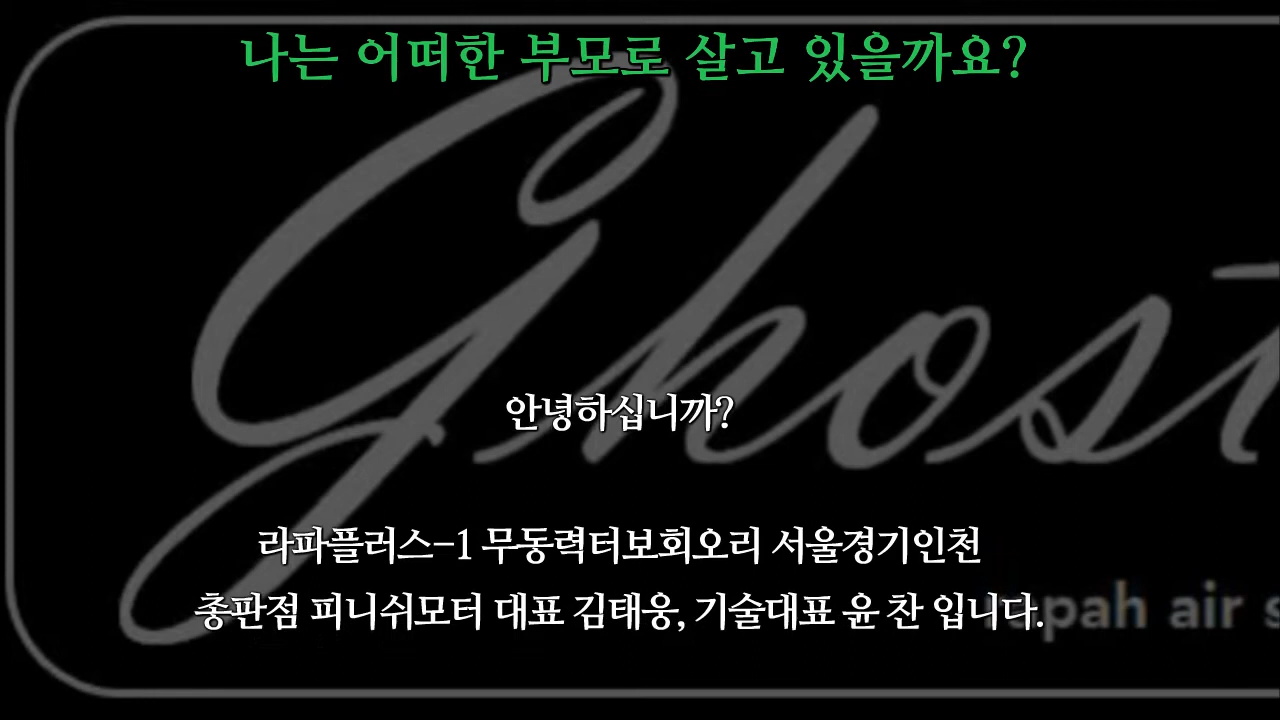 나는 어떠한 부모로 살고 있을까요?
Ghost
안녕하십니까?
라파플러스-1 무동력터보회오리 서울경기인천
총판점 피니쉬모터 대표 김태웅, 기술대표 윤 찬 입니다.
rapah air s